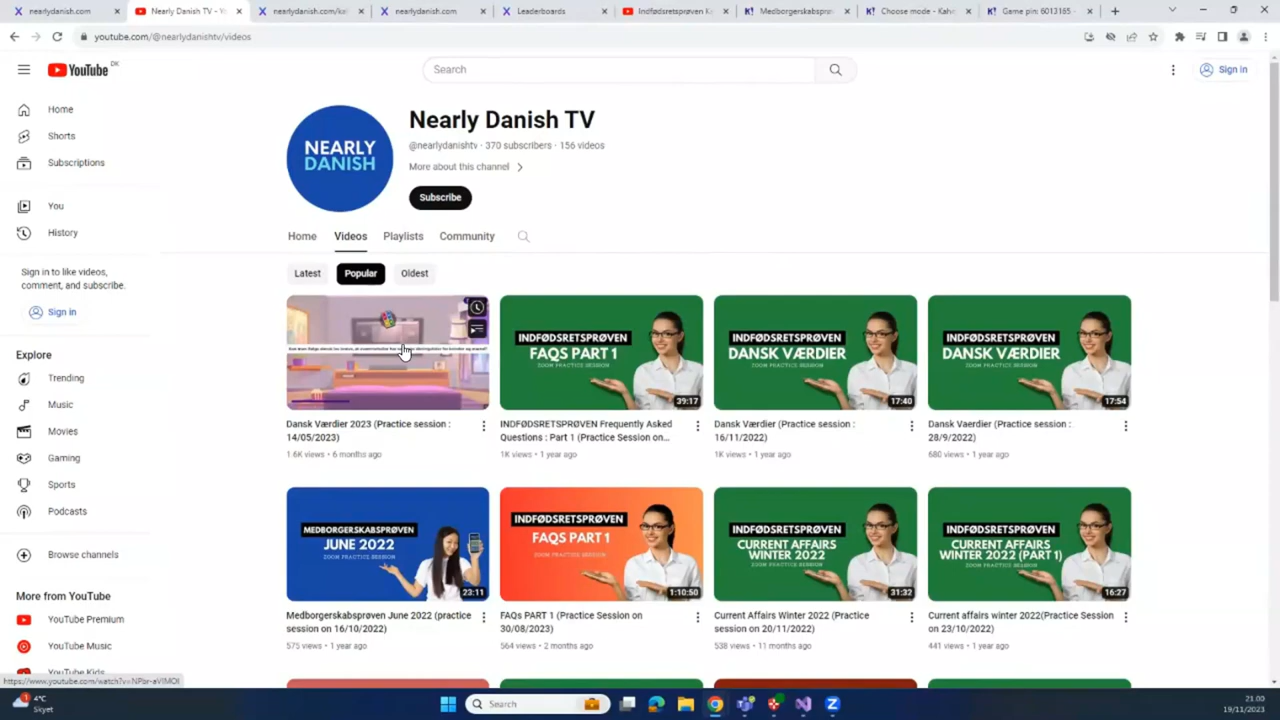 nearlydanish.com
Nearly Danish TV - Yo
nearlydanish.com/ka
nearlydanish.com
Leaderboards
Indfødsretsprøven K
Medborgerskabsprø
Choose mode - Kaho
Game pin: 6013165 -
youtube.com/@nearlydanishtv/videos
YouTube DK
Search
Sign in
Home
Shorts
Subscriptions
You
History
Sign in to like videos,
comment, and subscribe.
Sign in
Explore
Trending
Music
Movies
Gaming
Sports
Podcasts
Browse channels
More from YouTube
YouTube Premium
YouTube Music
YouTube Kids
NEARLY
DANISH
Nearly Danish TV
@nearlydanishtv · 370 subscribers · 156 videos
More about this channel
Subscribe
Home Videos Playlists Community
Latest Popular Oldest
Dansk Værdier 2023 (Practice session :
14/05/2023)
1.6K views • 6 months ago
INDFØDSRETSPRØVEN
FAQS PART 1
ZOOM PRACTICE SESSION
39:17
INDFØDSRETSPRØVEN Frequently Asked
Questions : Part 1 (Practice Session on...
1K views • 1 year ago
INDFØDSRETSPRØVEN
DANSK VÆRDIER
ZOOM PRACTICE SESSION
17:40
Dansk Værdier (Practice session :
16/11/2022)
1K views • 1 year ago
INDFØDSRETSPRØVEN
DANSK VÆRDIER
ZOOM PRACTICE SESSION
17:54
Dansk Vaerdier (Practice session :
28/9/2022)
680 views • 1 year ago
MEDBORGERSKABSPRØVEN
JUNE 2022
ZOOM PRACTICE SESSION
23:11
Medborgerskabsprøven June 2022 (practice
session on 16/10/2022)
575 views • 1 year ago
INDFØDSRETSPRØVEN
FAQS PART 1
ZOOM PRACTICE SESSION
1:10:50
FAQs PART 1 (Practice Session on
30/08/2023)
564 views • 2 months ago
INDFØDSRETSPRØVEN
CURRENT AFFAIRS
WINTER 2022
ZOOM PRACTICE SESSION
31:32
Current Affairs Winter 2022 (Practice
session on 20/11/2022)
538 views • 11 months ago
INDFØDSRETSPRØVEN
CURRENT AFFAIRS
WINTER 2022 (PART 1)
ZOOM PRACTICE SESSION
16:27
Current affairs winter 2022(Practice Session
on 23/10/2022)
441 views • 1 year ago
4°C
Skyet
Search
21.00
19/11/2023